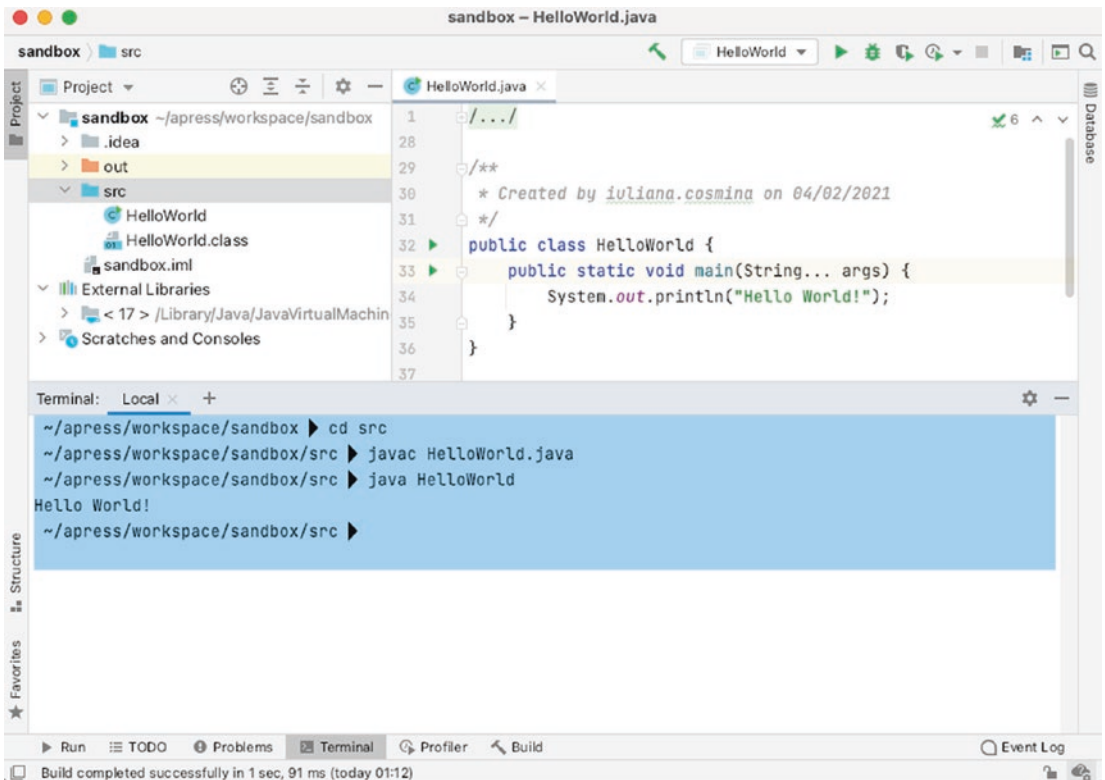 sandbox – HelloWorld.java
sandbox src
HelloWorld
Project
Project
sandbox ~/apress/workspace/sandbox
.idea
out
src
HelloWorld
HelloWorld.class
sandbox.iml
External Libraries
< 17 > /Library/Java/JavaVirtualMachin
Scratches and Consoles
HelloWorld.java
6
1 /.../
28
29 /**
30 * Created by iuliana.cosmina on 04/02/2021
31 */
32 public class HelloWorld {
33 public static void main(String... args) {
34 System.out.println("Hello World!");
35 }
36 }
37
Database
Terminal: Local +
~/apress/workspace/sandbox cd src
~/apress/workspace/sandbox/src javac HelloWorld.java
~/apress/workspace/sandbox/src java HelloWorld
Hello World!
~/apress/workspace/sandbox/src
Structure
Favorites
Run TODO Problems Terminal Profiler Build Event Log
Build completed successfully in 1 sec, 91 ms (today 01:12)